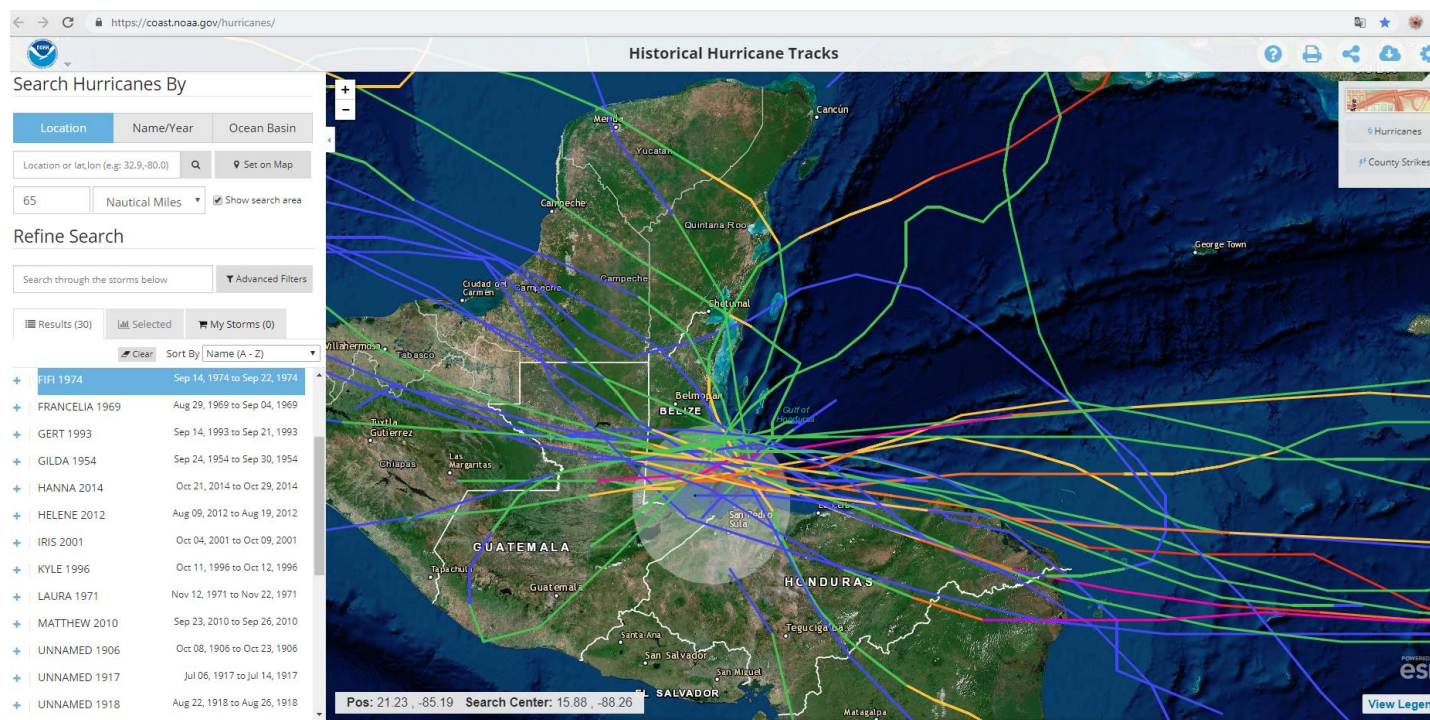 https://coast.noaa.gov/hurricanes/
NOAA
Historical Hurricane Tracks
Search Hurricanes By
Location
Name/Year
Ocean Basin
Location or lat,lon (e.g: 32.9,-80.0)
Set on Map
65
Nautical Miles
Show search area
Refine Search
Search through the storms below
Advanced Filters
Results (30)
Selected
My Storms (0)
Clear
Sort By
Name (A - Z)
FIFI 1974 Sep 14, 1974 to Sep 22, 1974
FRANCELIA 1969 Aug 29, 1969 to Sep 04, 1969
GERT 1993 Sep 14, 1993 to Sep 21, 1993
GILDA 1954 Sep 24, 1954 to Sep 30, 1954
HANNA 2014 Oct 21, 2014 to Oct 29, 2014
HELENE 2012 Aug 09, 2012 to Aug 19, 2012
IRIS 2001 Oct 04, 2001 to Oct 09, 2001
KYLE 1996 Oct 11, 1996 to Oct 12, 1996
LAURA 1971 Nov 12, 1971 to Nov 22, 1971
MATTHEW 2010 Sep 23, 2010 to Sep 26, 2010
UNNAMED 1906 Oct 08, 1906 to Oct 23, 1906
UNNAMED 1917 Jul 06, 1917 to Jul 14, 1917
UNNAMED 1918 Aug 22, 1918 to Aug 26, 1918
+
−
Hurricanes
County Strikes
Cancún
Yucatan
Campeche
Quintana Roo
George Town
Campeche
Ciudad del
Carmen
Campeche
Chetumal
Villahermosa
Tabasco
Belmopan
BELIZE
Gulf of
Honduras
Tuxtla
Gutierrez
Chiapas
Las
Margaritas
San Pedro
Sula
GUATEMALA
Tapachula
Guatemala
HONDURAS
Tegucigalpa
Santa Ana
San Salvador
San Miguel
EL SALVADOR
Matagalpa
Pos: 21.23 , -85.19 Search Center: 15.88 , -88.26
POWERED
esri
View Legen